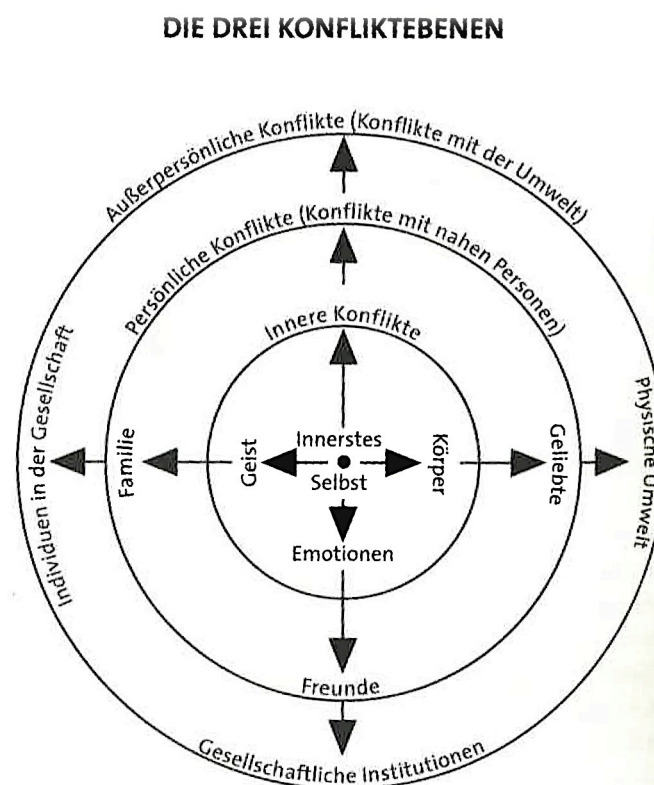 DIE DREI KONFLIKTEBENEN
Außerpersönliche Konflikte (Konflikte mit der Umwelt)
Persönliche Konflikte (Konflikte mit nahen Personen)
Innere Konflikte
Individuen in der Gesellschaft
Familie
Geist
Innerstes
Selbst
Körper
Geliebte
Physische Umwelt
Emotionen
Freunde
Gesellschaftliche Institutionen